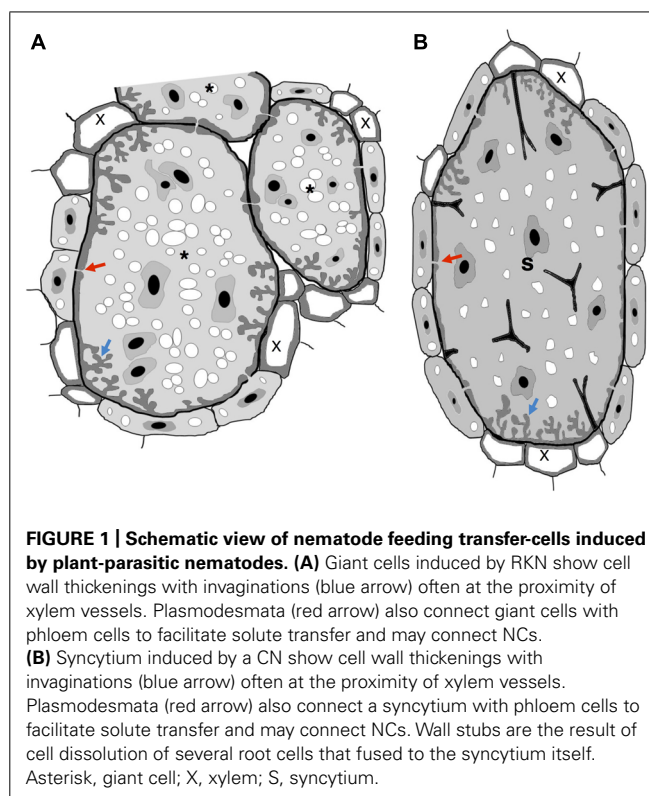 A
B
*
X
X
*
X
*
S
X
X
FIGURE 1 | Schematic view of nematode feeding transfer-cells induced
by plant-parasitic nematodes. (A) Giant cells induced by RKN show cell
wall thickenings with invaginations (blue arrow) often at the proximity of
xylem vessels. Plasmodesmata (red arrow) also connect giant cells with
phloem cells to facilitate solute transfer and may connect NCs.
(B) Syncytium induced by a CN show cell wall thickenings with
invaginations (blue arrow) often at the proximity of xylem vessels.
Plasmodesmata (red arrow) also connect a syncytium with phloem cells to
facilitate solute transfer and may connect NCs. Wall stubs are the result of
cell dissolution of several root cells that fused to the syncytium itself.
Asterisk, giant cell; X, xylem; S, syncytium.